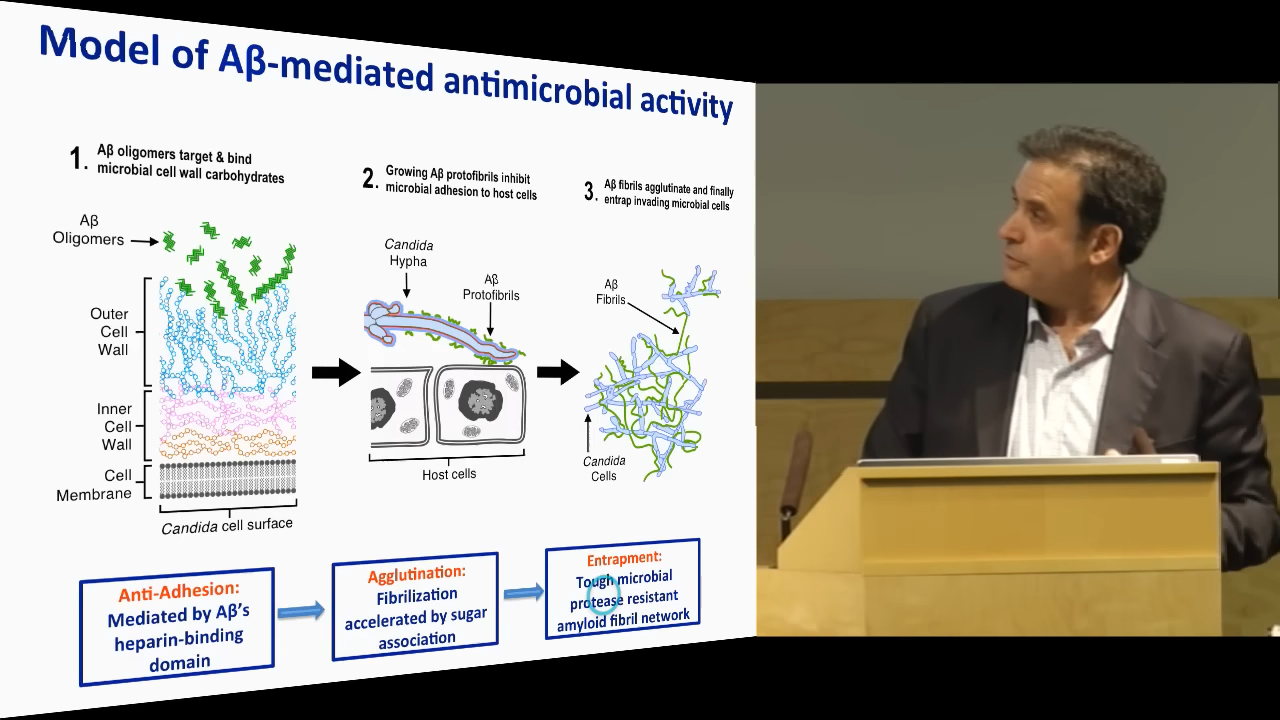 Model of Aβ-mediated antimicrobial activity
1. Aβ oligomers target & bind
microbial cell wall carbohydrates
2. Growing Aβ protofibrils inhibit
microbial adhesion to host cells
3. Aβ fibrils agglutinate and finally
entrap invading microbial cells
Aβ
Oligomers
Outer
Cell
Wall
Inner
Cell
Wall
Cell
Membrane
Candida cell surface
Candida
Hypha
Aβ
Protofibrils
Host cells
Aβ
Fibrils
Candida
Cells
Anti-Adhesion:
Mediated by Aβ's
heparin-binding
domain
Agglutination:
Fibrilization
accelerated by sugar
association
Entrapment:
Tough microbial
protease resistant
amyloid fibril network